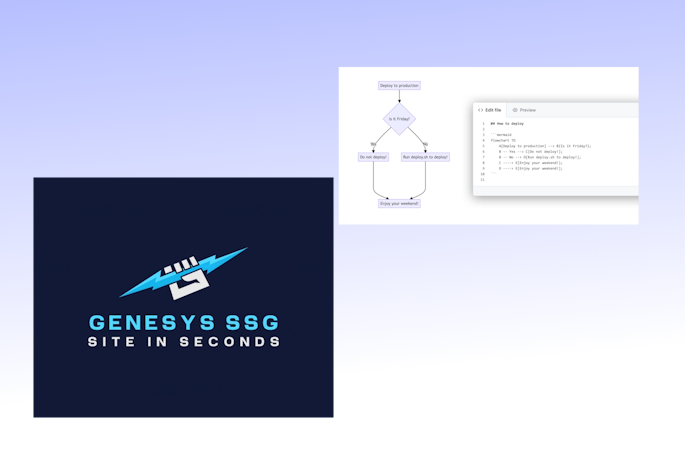 Deploy to production
Is it Friday?
Yes
No
Do not deploy!
Run deploy.sh to deploy!
Enjoy your weekend!
Edit file
Preview
1
2
3
4
5
6
7
8
9
10
11
## How to deploy
```mermaid
flowchart TD
A[Deploy to production] --> B{Is it Friday?};
B -- Yes --> C[Do not deploy!];
B -- No --> D[Run deploy.sh to deploy!];
C ----> E[Enjoy your weekend!];
D ----> E[Enjoy your weekend!];
```
GENESYS SSG
SITE IN SECONDS